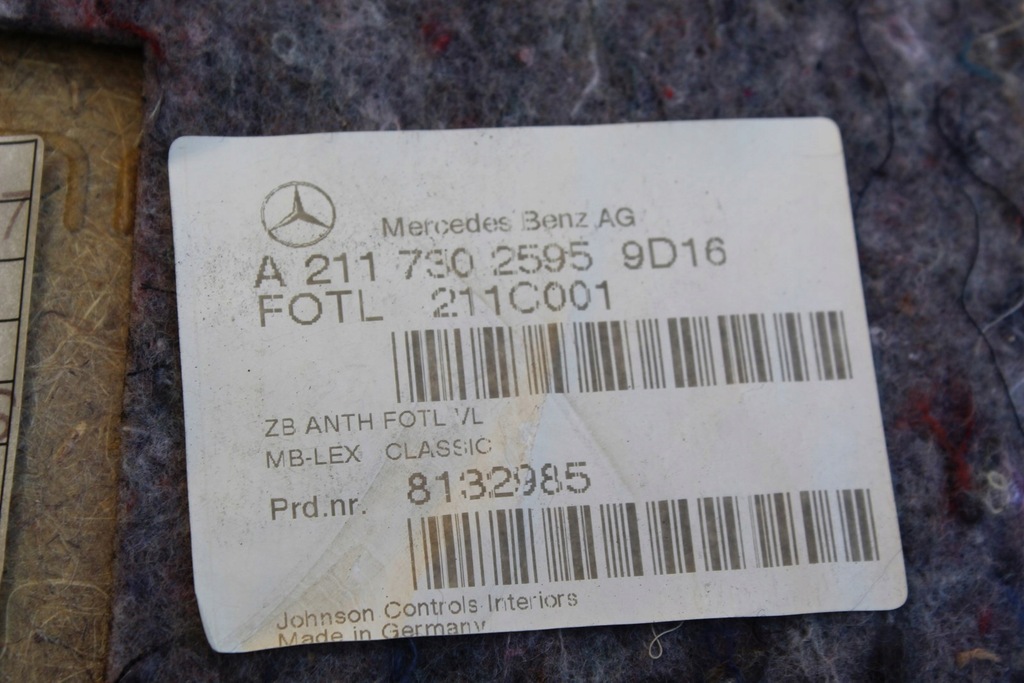 Mercedes Benz AG
A 211 730 2595 9D16
FOTL 211C001
ZB ANTH FOTL VL
MB-LEX CLASSIC
Prd.nr. 8132985
Johnson Controls Interiors
Made in Germany